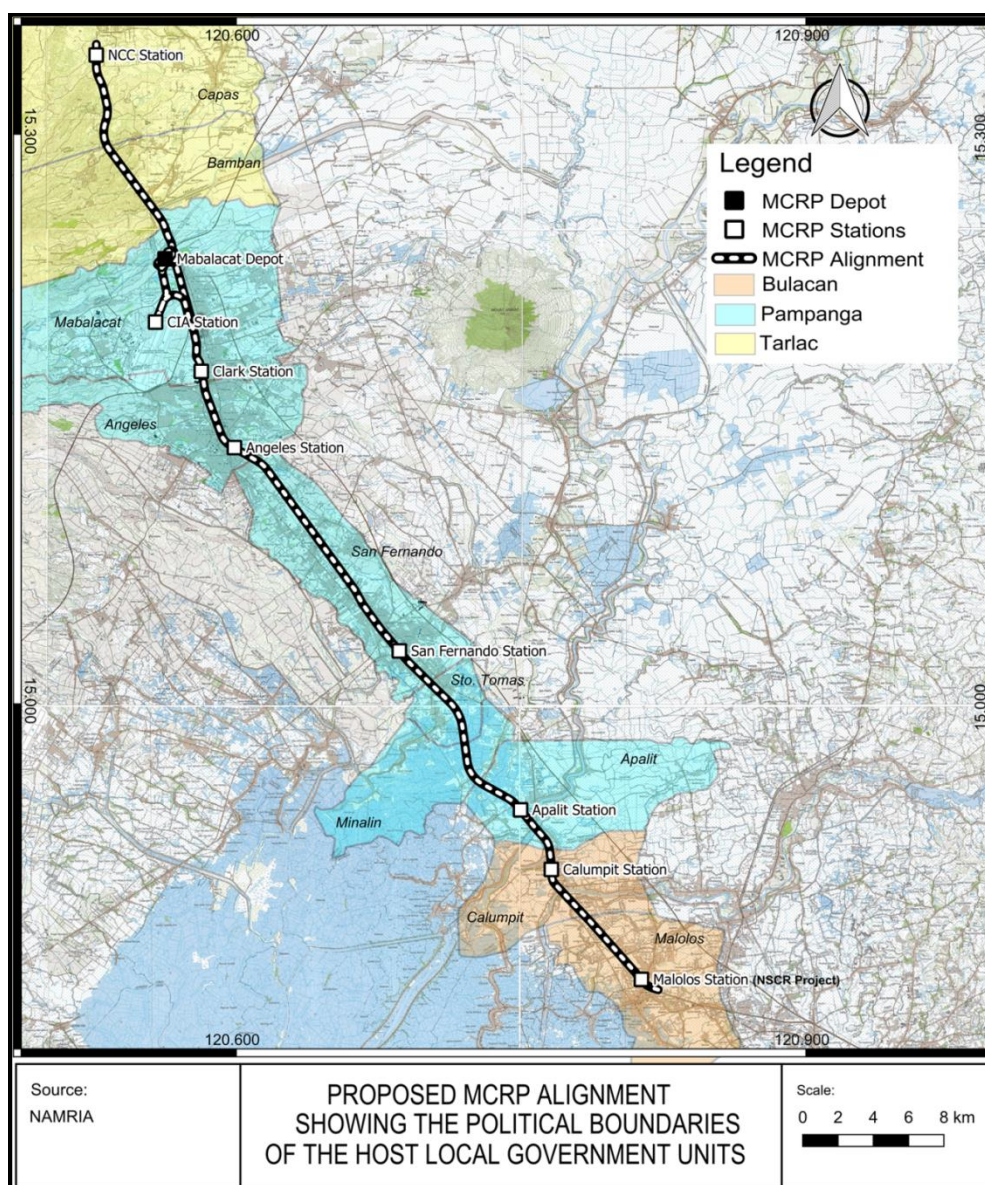 120.600
120.900
NCC Station
Capas
15.300
15.300
Bamban
Legend
MCRP Depot
MCRP Stations
MCRP Alignment
Bulacan
Pampanga
Tarlac
Mabalacat Depot
Mabalacat
CIA Station
Clark Station
Angeles
Angeles Station
San Fernando
San Fernando Station
Sto. Tomas
15.000
15.000
Apalit
Apalit Station
Minalin
Calumpit Station
Calumpit
Malolos
Malolos Station (NSCR Project)
120.600
120.900
Source:
NAMRIA
PROPOSED MCRP ALIGNMENT
SHOWING THE POLITICAL BOUNDARIES
OF THE HOST LOCAL GOVERNMENT UNITS
Scale:
0 2 4 6 8 km